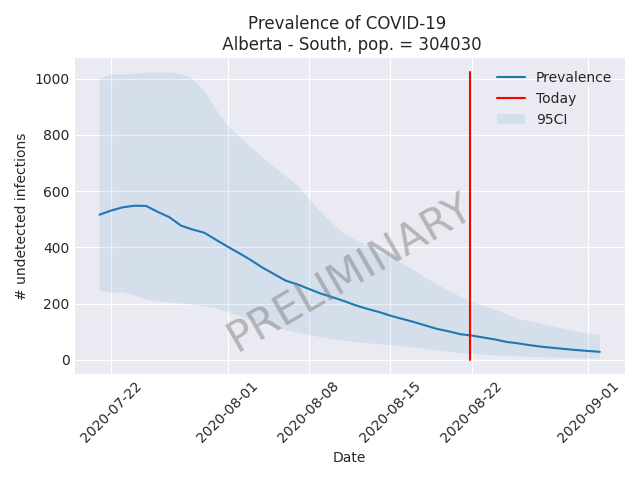 Prevalence of COVID-19
Alberta - South, pop. = 304030
Prevalence
Today
95CI
1000
800
600
400
200
0
# undetected infections
PRELIMINARY
2020-07-22
2020-08-01
2020-08-08
2020-08-15
2020-08-22
2020-09-01
Date